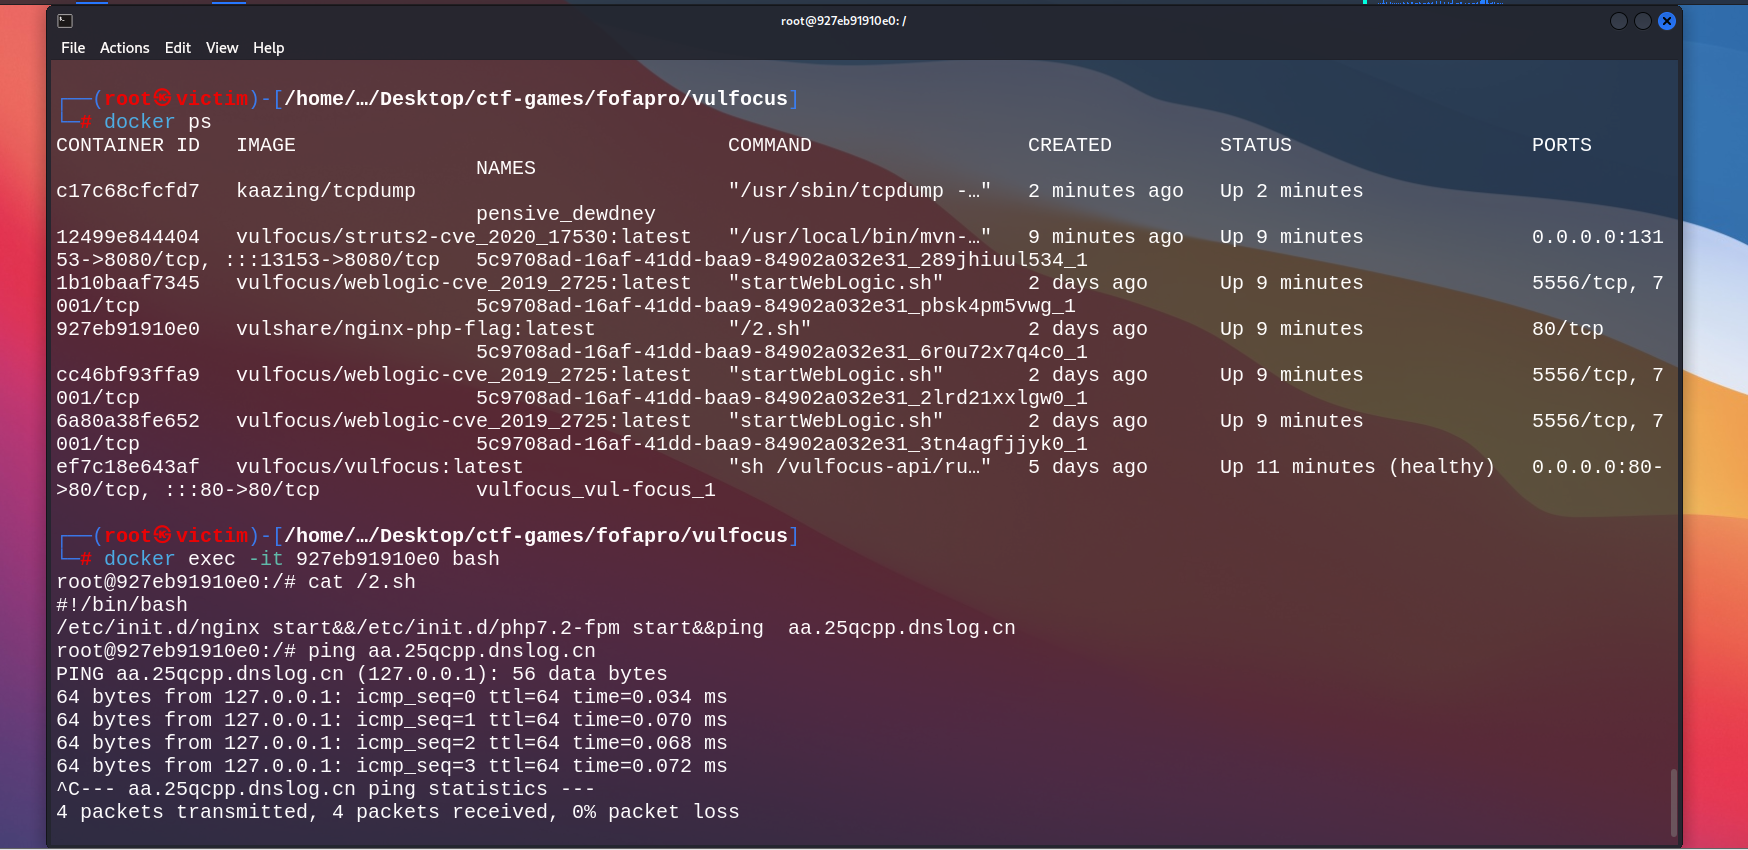 root@927eb91910e0: /
File Actions Edit View Help
┌──(root㉿victim)-[/home/…/Desktop/ctf-games/fofapro/vulfocus]
└─# docker ps
CONTAINER ID   IMAGE                                    COMMAND                  CREATED         STATUS                    PORTS
                                   NAMES
c17c68cfcfd7   kaazing/tcpdump                          "/usr/sbin/tcpdump -…"   2 minutes ago   Up 2 minutes
                                   pensive_dewdney
12499e844404   vulfocus/struts2-cve_2020_17530:latest   "/usr/local/bin/mvn-…"   9 minutes ago   Up 9 minutes              0.0.0.0:131
53->8080/tcp, :::13153->8080/tcp   5c9708ad-16af-41dd-baa9-84902a032e31_289jhiuul534_1
1b10baaf7345   vulfocus/weblogic-cve_2019_2725:latest   "startWebLogic.sh"       2 days ago      Up 9 minutes              5556/tcp, 7
001/tcp                            5c9708ad-16af-41dd-baa9-84902a032e31_pbsk4pm5vwg_1
927eb91910e0   vulshare/nginx-php-flag:latest           "/2.sh"                  2 days ago      Up 9 minutes              80/tcp
                                   5c9708ad-16af-41dd-baa9-84902a032e31_6r0u72x7q4c0_1
cc46bf93ffa9   vulfocus/weblogic-cve_2019_2725:latest   "startWebLogic.sh"       2 days ago      Up 9 minutes              5556/tcp, 7
001/tcp                            5c9708ad-16af-41dd-baa9-84902a032e31_2lrd21xxlgw0_1
6a80a38fe652   vulfocus/weblogic-cve_2019_2725:latest   "startWebLogic.sh"       2 days ago      Up 9 minutes              5556/tcp, 7
001/tcp                            5c9708ad-16af-41dd-baa9-84902a032e31_3tn4agfjjyk0_1
ef7c18e643af   vulfocus/vulfocus:latest                 "sh /vulfocus-api/ru…"   5 days ago      Up 11 minutes (healthy)   0.0.0.0:80-
>80/tcp, :::80->80/tcp             vulfocus_vul-focus_1
┌──(root㉿victim)-[/home/…/Desktop/ctf-games/fofapro/vulfocus]
└─# docker exec -it 927eb91910e0 bash
root@927eb91910e0:/# cat /2.sh
#!/bin/bash
/etc/init.d/nginx start&&/etc/init.d/php7.2-fpm start&&ping  aa.25qcpp.dnslog.cn
root@927eb91910e0:/# ping aa.25qcpp.dnslog.cn
PING aa.25qcpp.dnslog.cn (127.0.0.1): 56 data bytes
64 bytes from 127.0.0.1: icmp_seq=0 ttl=64 time=0.034 ms
64 bytes from 127.0.0.1: icmp_seq=1 ttl=64 time=0.070 ms
64 bytes from 127.0.0.1: icmp_seq=2 ttl=64 time=0.068 ms
64 bytes from 127.0.0.1: icmp_seq=3 ttl=64 time=0.072 ms
^C--- aa.25qcpp.dnslog.cn ping statistics ---
4 packets transmitted, 4 packets received, 0% packet loss